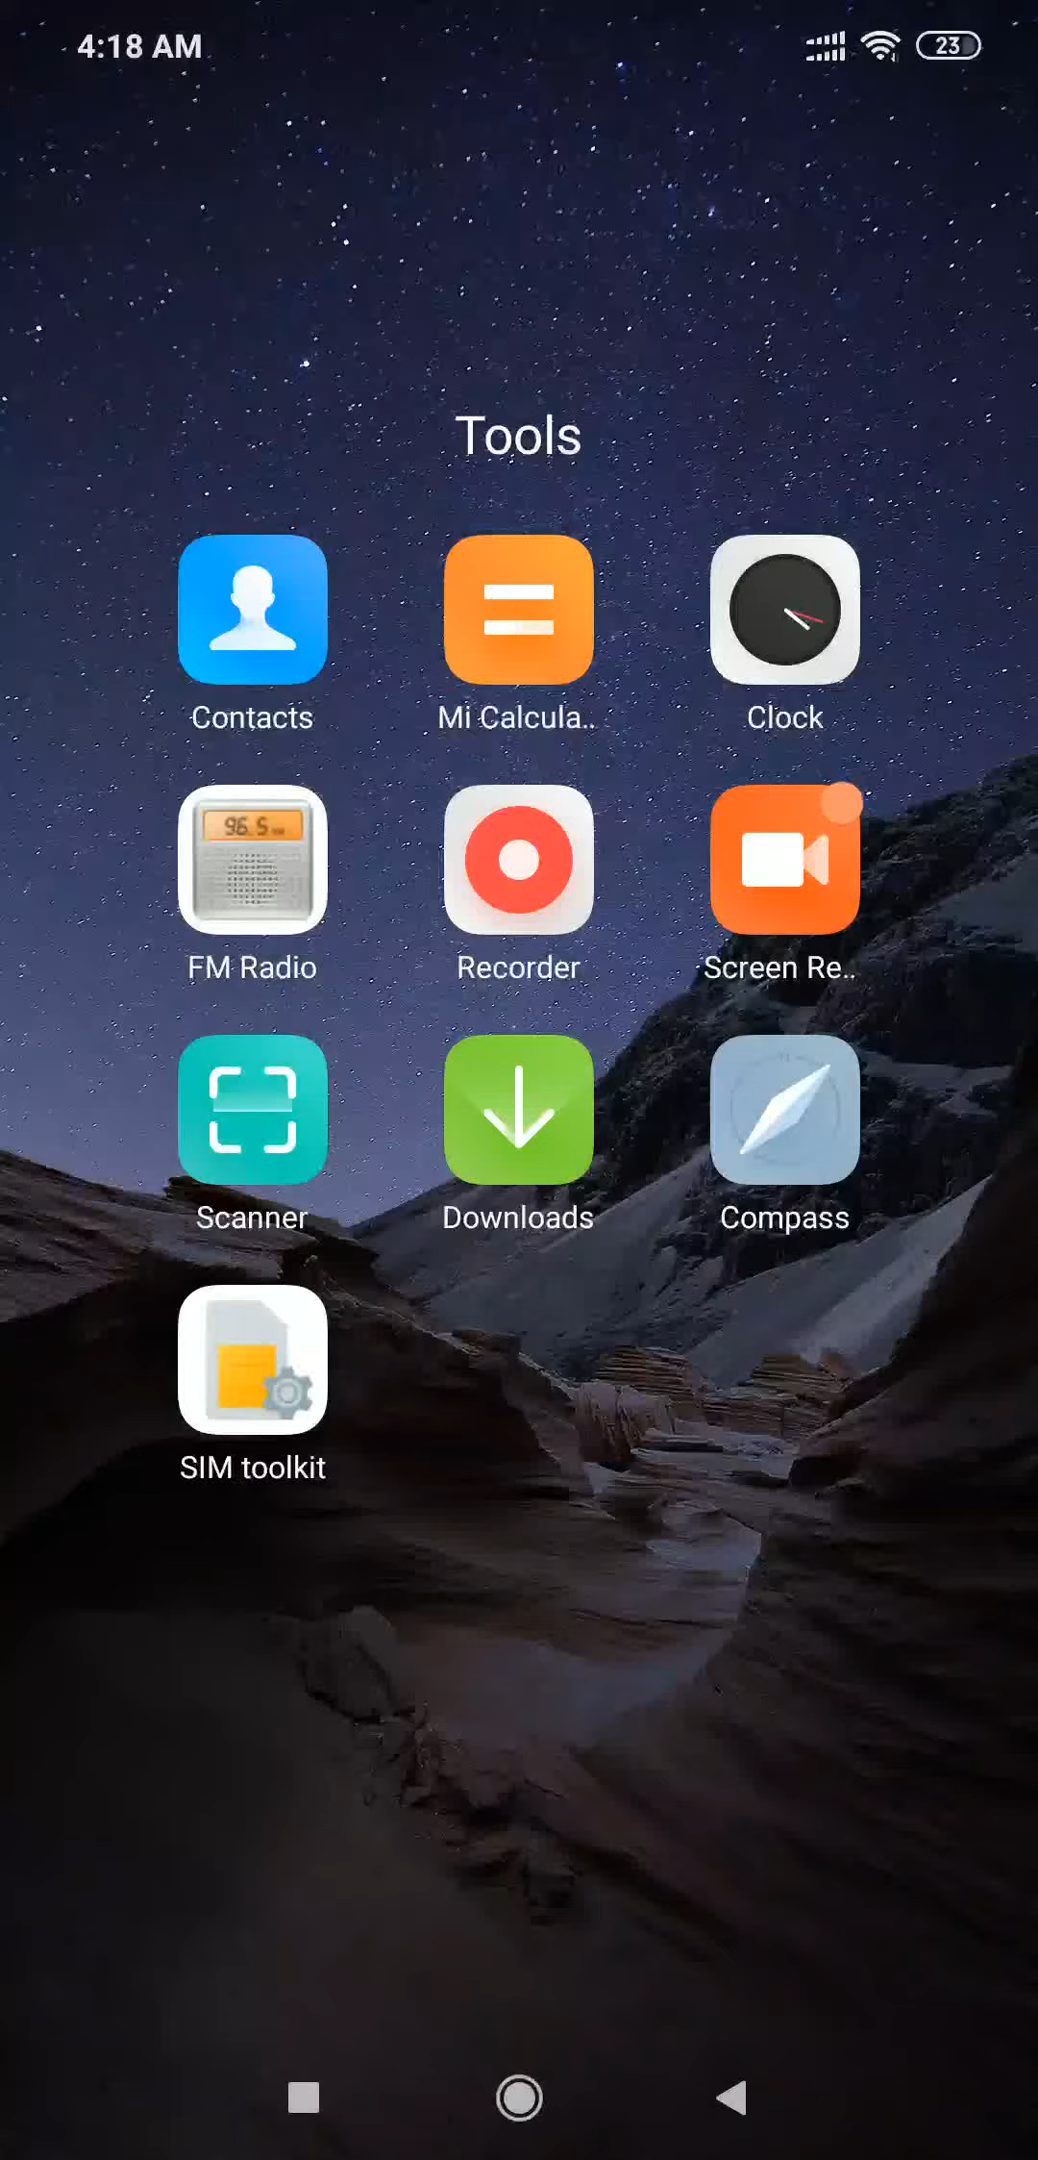 4:18 AM
23
Tools
Contacts
Mi Calcula..
Clock
96.5
FM Radio
Recorder
Screen Re..
Scanner
Downloads
Compass
SIM toolkit